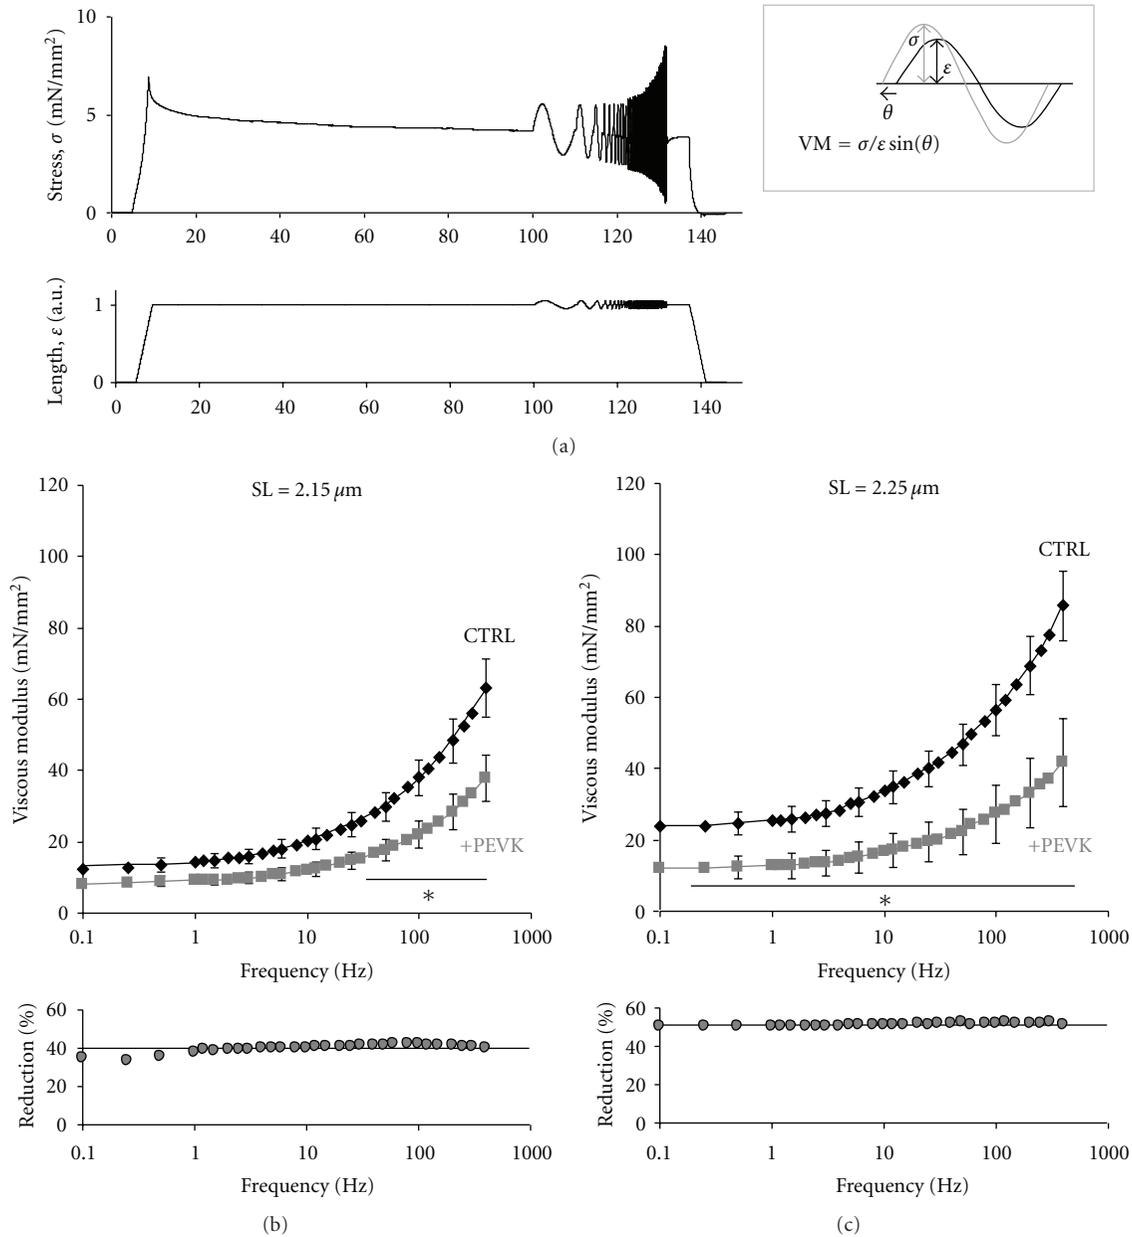 Stress, σ (mN/mm²)
10
5
0
0 20 40 60 80 100 120 140
σ
ε
θ
VM = σ/ε sin(θ)
Length, ε (a.u.)
1
0
0 20 40 60 80 100 120 140
(a)
SL = 2.15 μm
Viscous modulus (mN/mm²)
120
100
80
60
40
20
0
CTRL
+PEVK
*
0.1 1 10 100 1000
Frequency (Hz)
Reduction (%)
60
40
20
0
0.1 1 10 100 1000
Frequency (Hz)
(b)
SL = 2.25 μm
Viscous modulus (mN/mm²)
120
100
80
60
40
20
0
CTRL
+PEVK
*
0.1 1 10 100 1000
Frequency (Hz)
Reduction (%)
60
40
20
0
0.1 1 10 100 1000
Frequency (Hz)
(c)